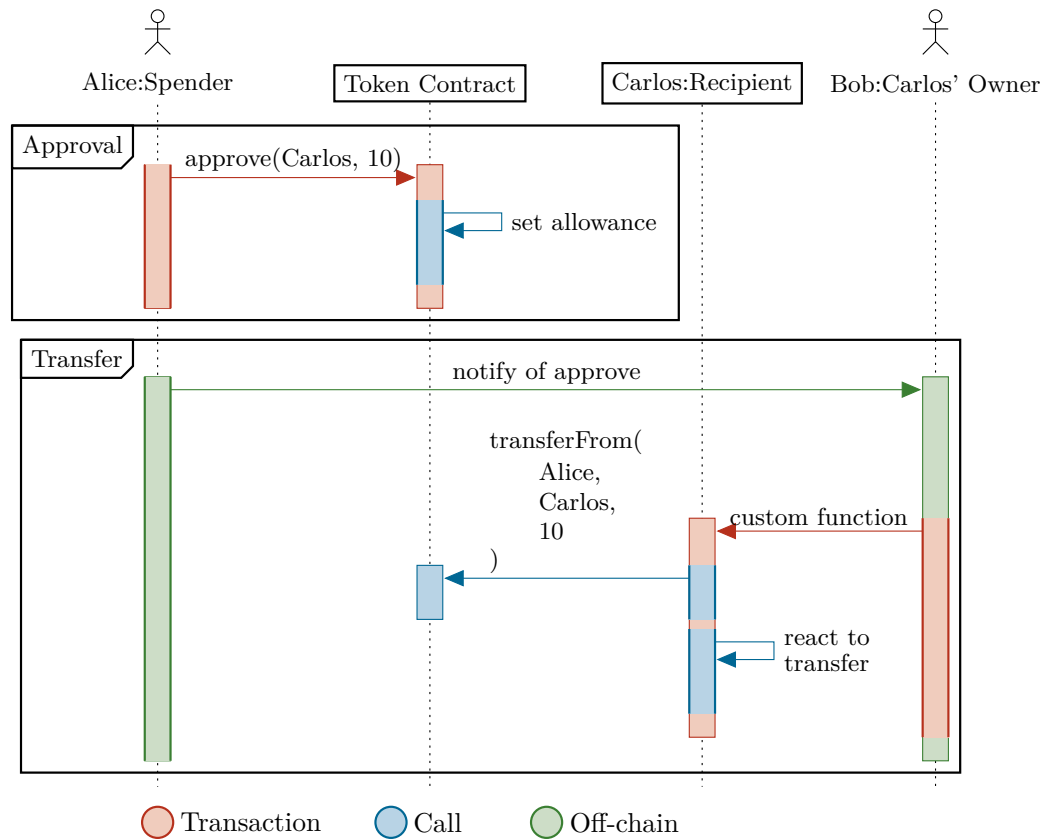 Alice:Spender
Token Contract
Carlos:Recipient
Bob:Carlos' Owner
Approval
approve(Carlos, 10)
set allowance
Transfer
notify of approve
transferFrom(
Alice,
Carlos,
10
)
custom function
react to
transfer
Transaction
Call
Off-chain